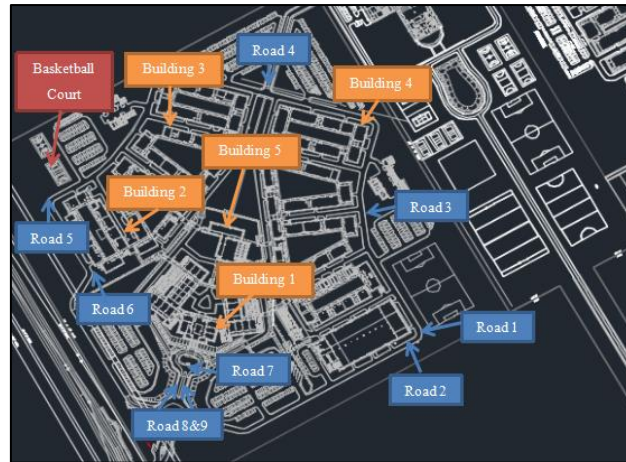 Road 4
Basketball
Court
Building 3
Building 4
Building 5
Building 2
Road 3
Road 5
Building 1
Road 6
Road 1
Road 7
Road 2
Road 8&9